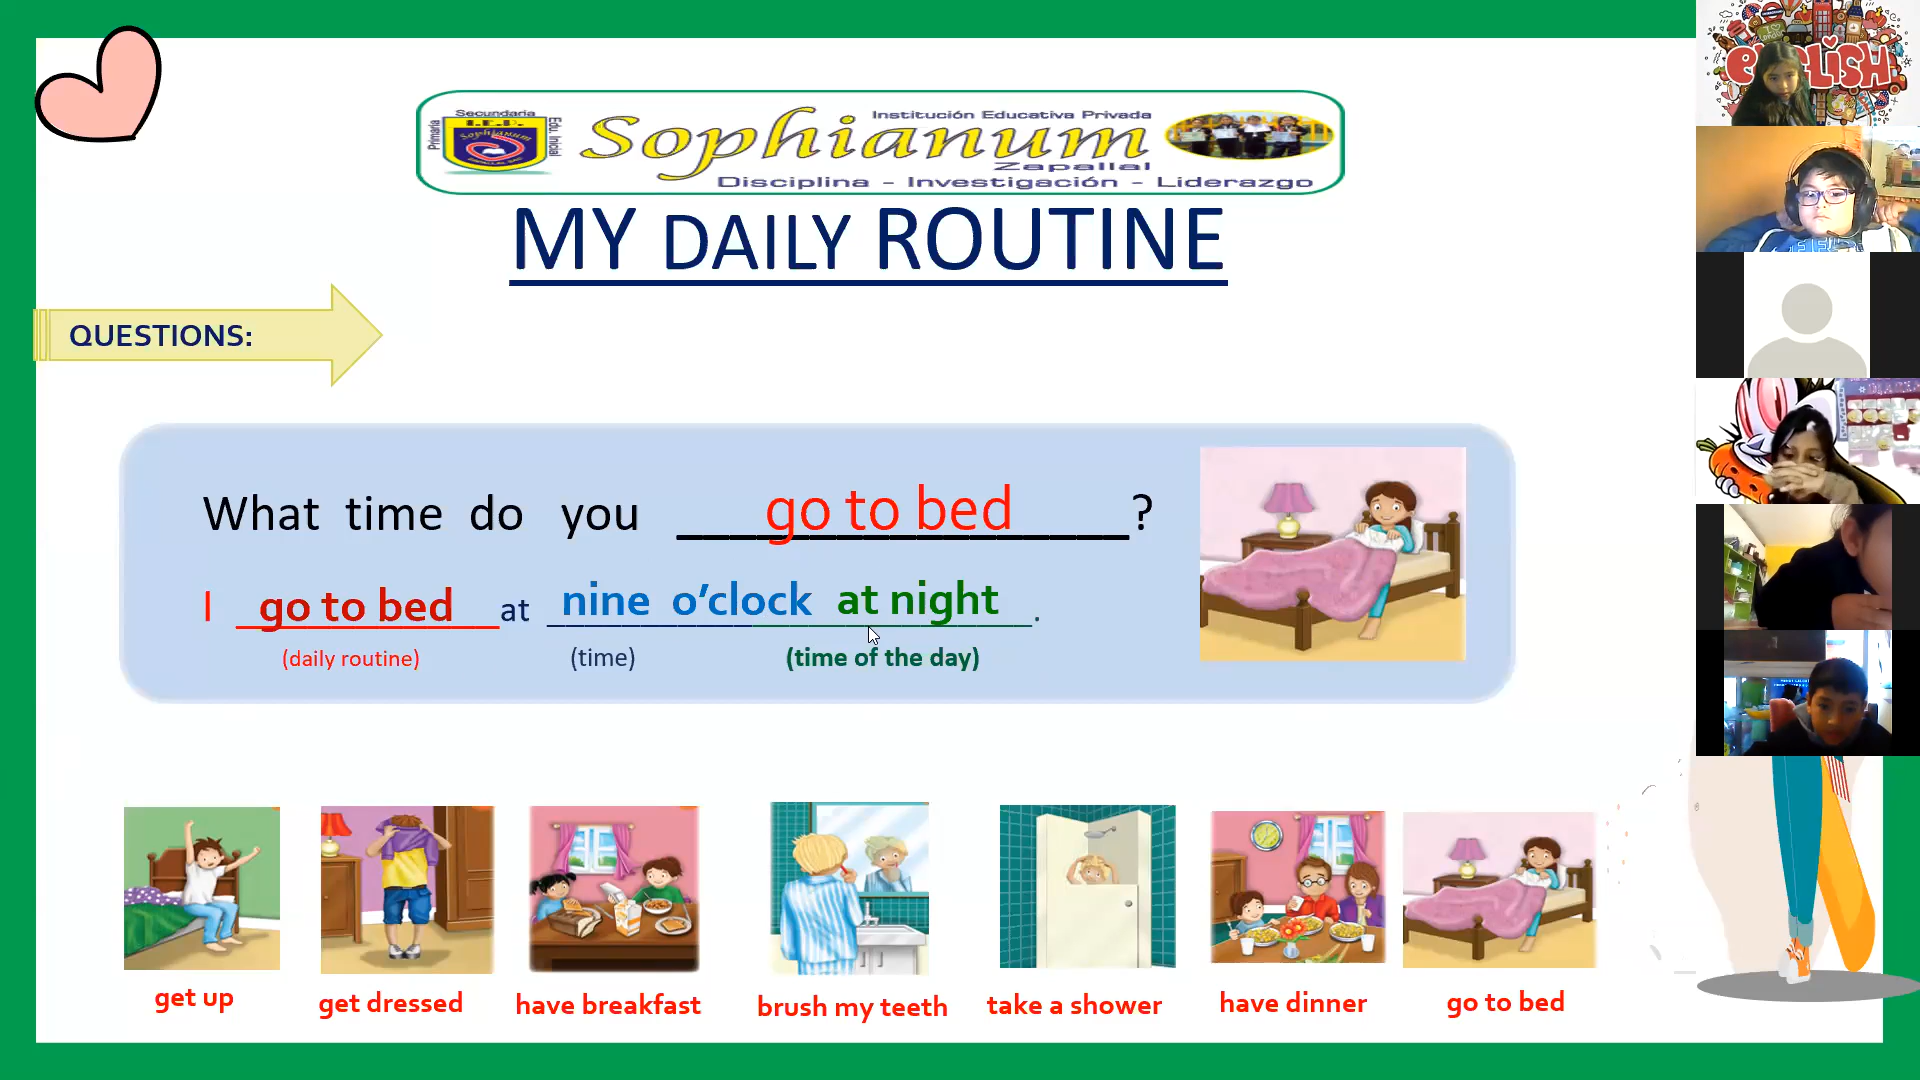 Secundaria
Primaria
I.E.P.
Sophianum
Edu. Inicial
Institución Educativa Privada
Sophianum
Zapallal
Disciplina - Investigación - Liderazgo
MY DAILY ROUTINE
QUESTIONS:
What time do you go to bed ?
I go to bed at nine o’clock at night .
(daily routine) (time) (time of the day)
get up get dressed have breakfast brush my teeth take a shower have dinner go to bed
ENGLISH